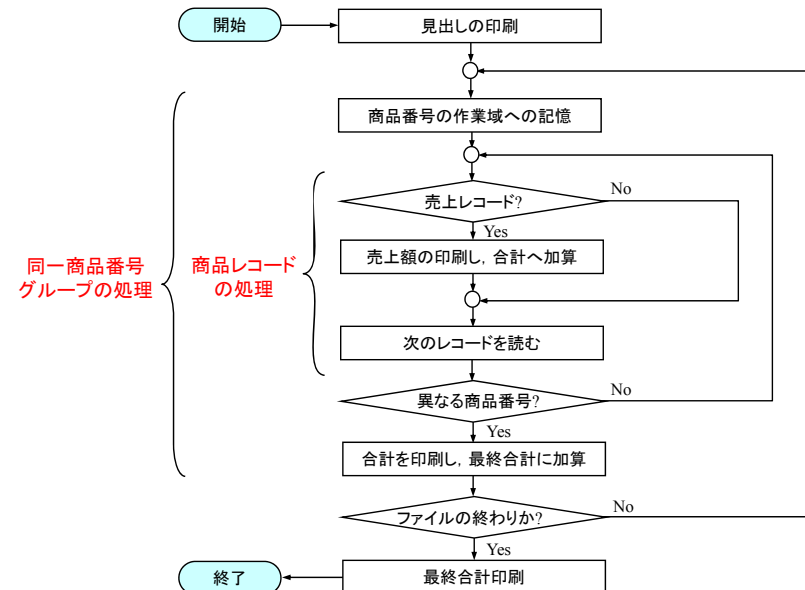 開始
見出しの印刷
商品番号の作業域への記憶
売上レコード?
No
Yes
売上額の印刷し，合計へ加算
同一商品番号
グループの処理
商品レコード
の処理
次のレコードを読む
異なる商品番号?
No
Yes
合計を印刷し，最終合計に加算
ファイルの終わりか?
No
Yes
最終合計印刷
終了